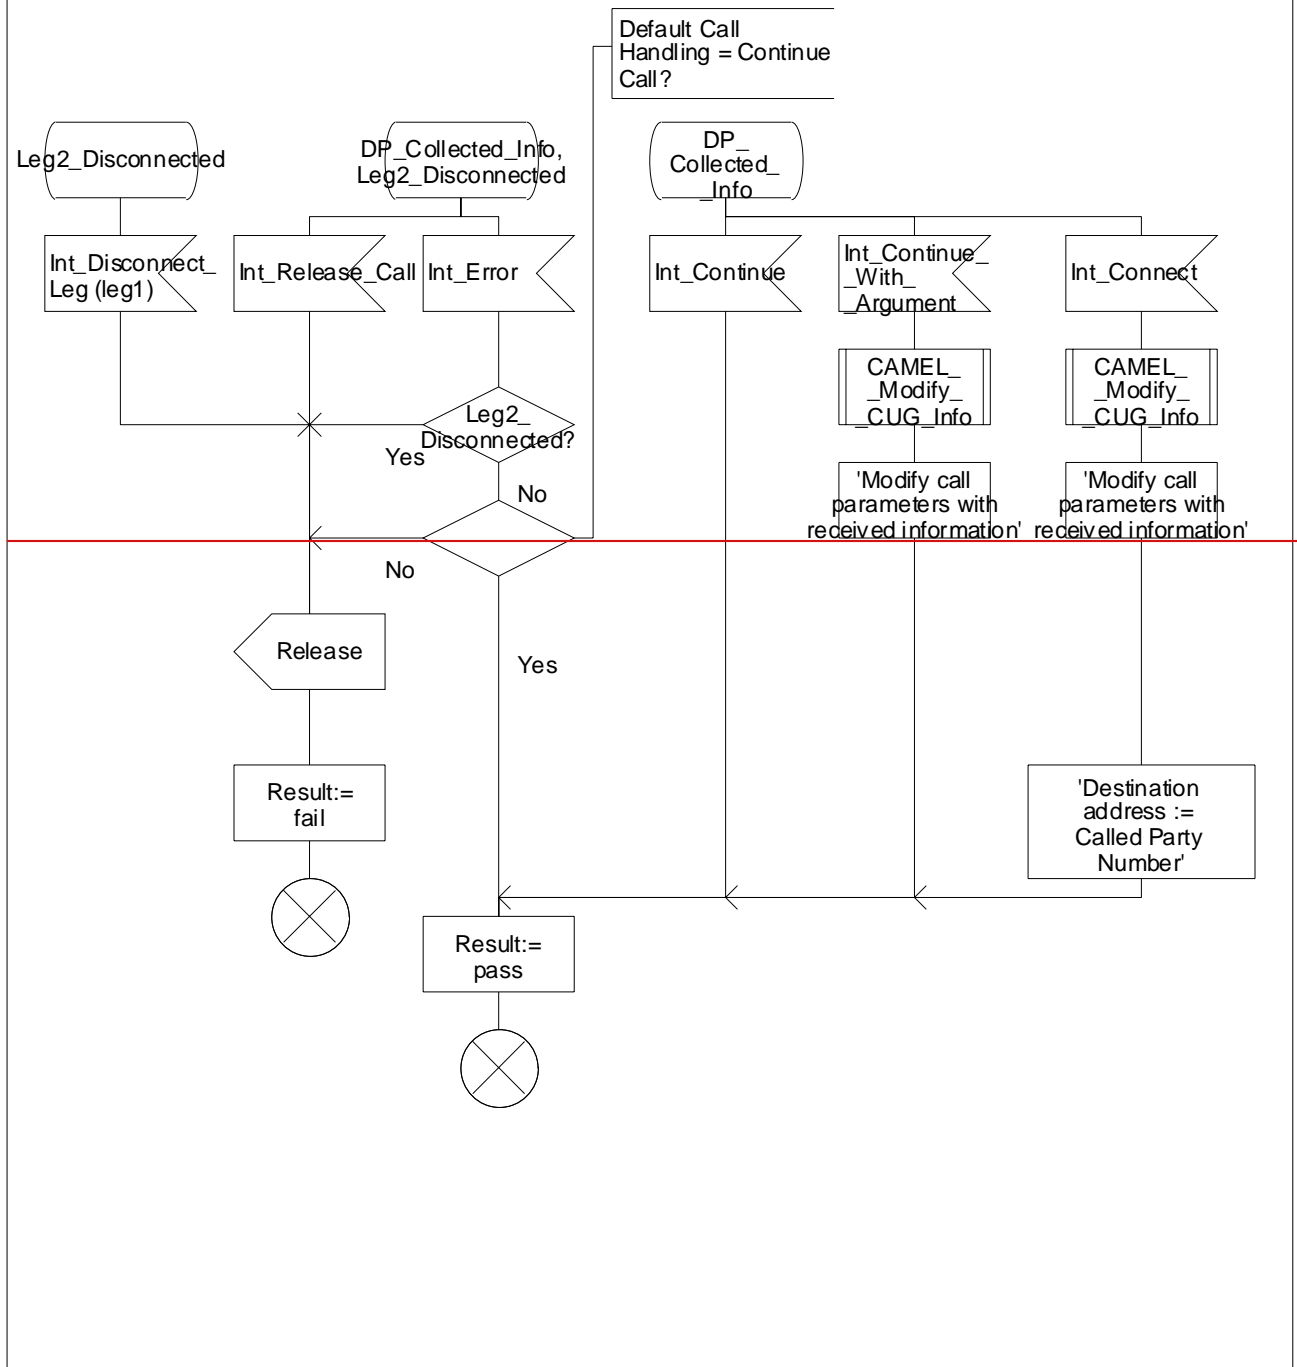 Default Call
Handling = Continue
Call?
Leg2_Disconnected
DP_Collected_Info,
Leg2_Disconnected
DP_
Collected_
_Info
Int_Disconnect_
Leg (leg1)
Int_Release_Call
Int_Error
Int_Continue
Int_Continue_
_With_
_Argument
Int_Connect
CAMEL_
_Modify_
_CUG_Info
CAMEL_
_Modify_
_CUG_Info
Leg2_
Disconnected?
Yes
No
'Modify call
parameters with
received information'
'Modify call
parameters with
received information'
No
Release
Yes
Result:=
fail
'Destination
address :=
Called Party
Number'
Result:=
pass